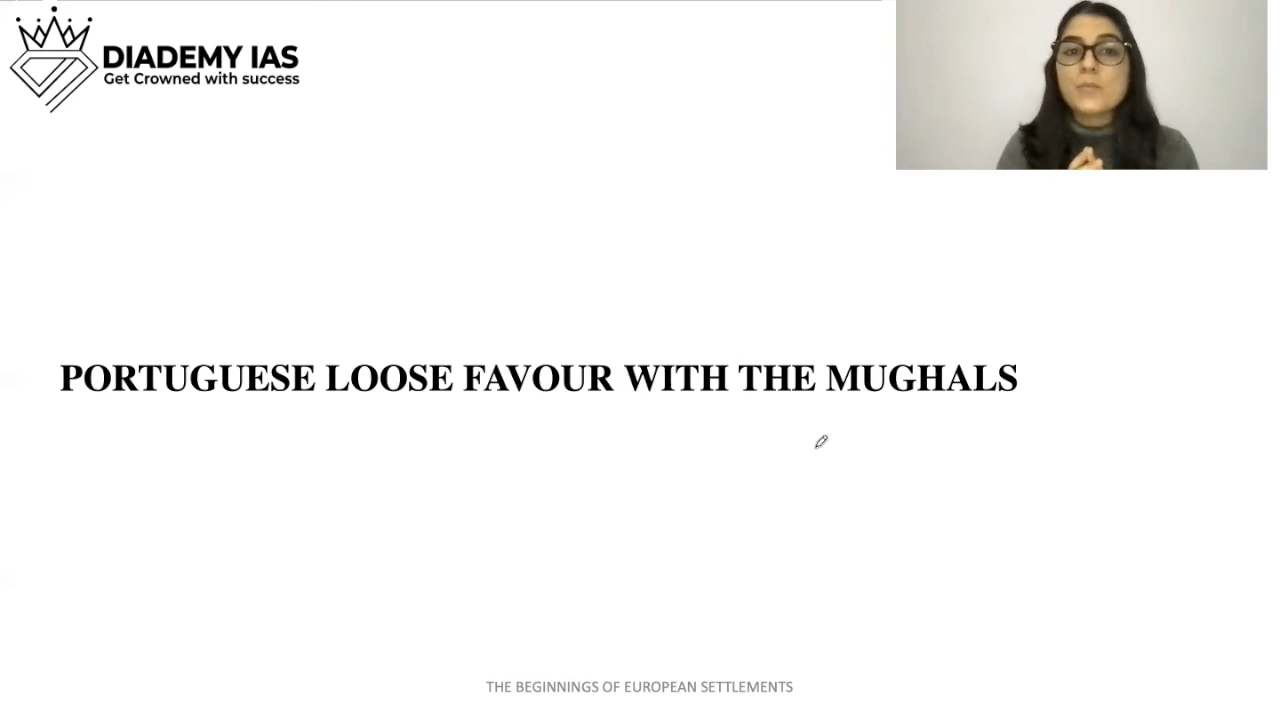 DIADEMY IAS
Get Crowned with success
PORTUGUESE LOOSE FAVOUR WITH THE MUGHALS
THE BEGINNINGS OF EUROPEAN SETTLEMENTS